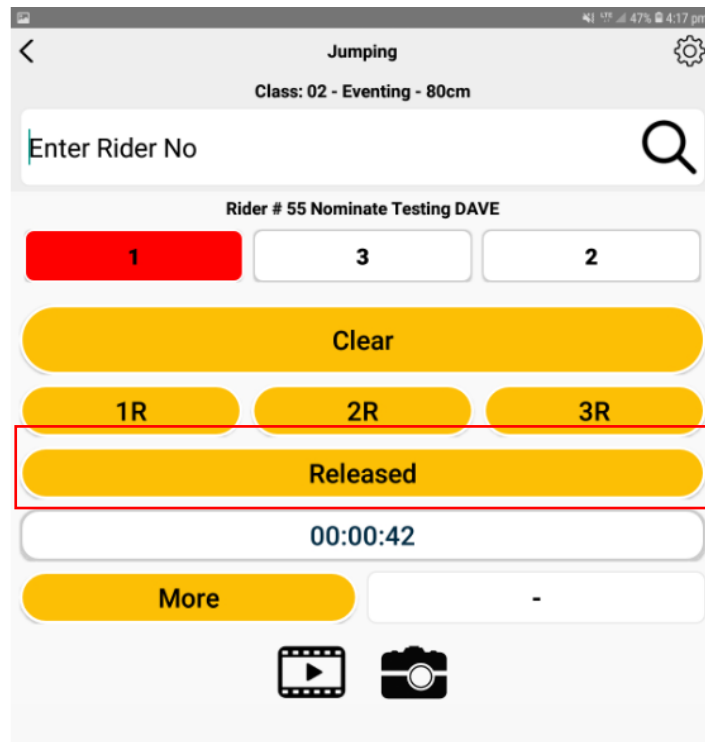 LTE 47% 4:17 pm
Jumping
Class: 02 - Eventing - 80cm
Enter Rider No
Rider # 55 Nominate Testing DAVE
1 3 2
Clear
1R 2R 3R
Released
00:00:42
More -